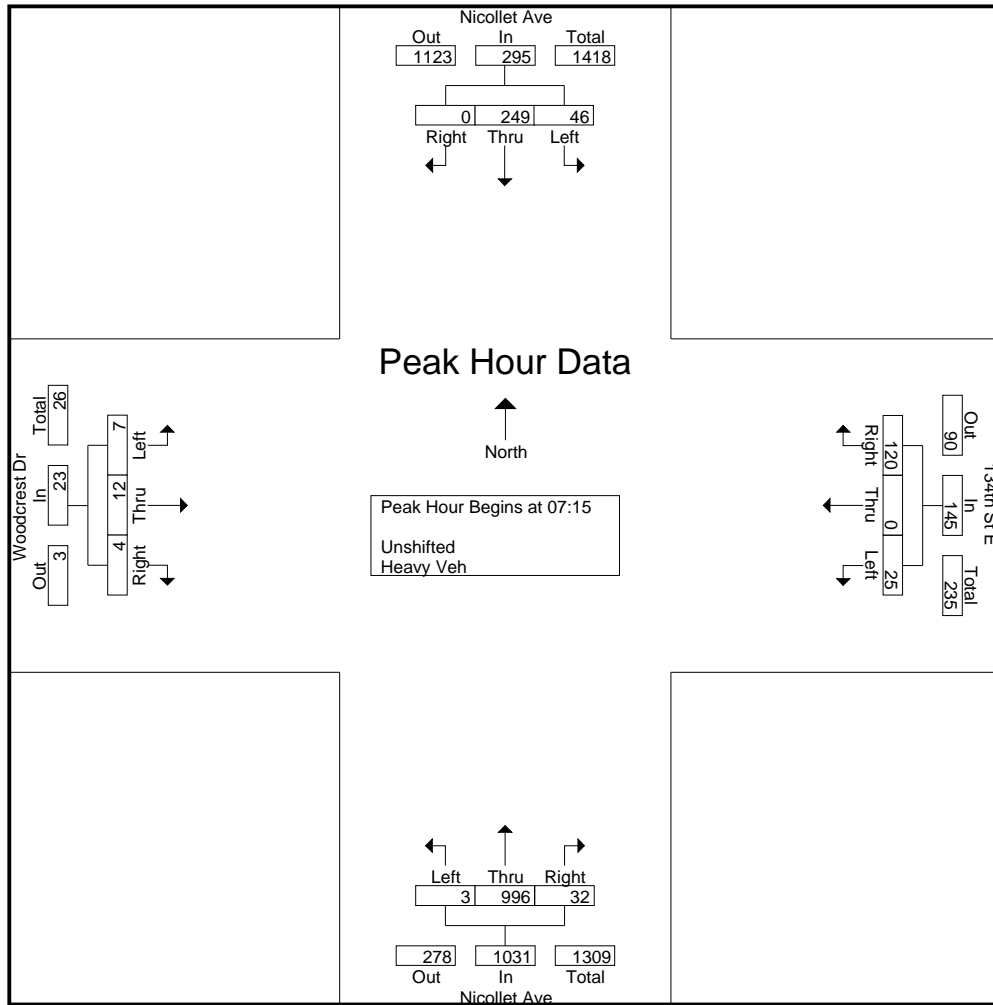 Nicollet Ave
Out In Total
1123 295 1418
0 249 46
Right Thru Left
Peak Hour Data
North
Peak Hour Begins at 07:15
Unshifted
Heavy Veh
Woodcrest Dr
Total In Out
26 23 3
7 12 4
Left Thru Right
Right Thru Left
120 0 25
90 145 235
Out In Total
134th St E
Left Thru Right
3 996 32
278 1031 1309
Out In Total
Nicollet Ave